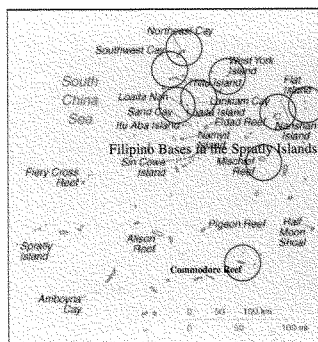 Northeast Cay
Southwest Cay
West York
Island
South
China
Sea
Thitu Island
Flat
Island
Loaita Nan
Lankiam Cay
Sand Cay
Loaita Island
Itu Aba Island
Eldad Reef
Nanshan
Island
Namyit
Filipino Bases in the Spratly Islands
Sin Cowe
Island
Mischief
Reef
Fiery Cross
Reef
Pigeon Reef
Half
Moon
Shoal
Spratly
Island
Alison
Reef
Commodore Reef
Amboyna
Cay
0 50 100 km
0 50 100 mi